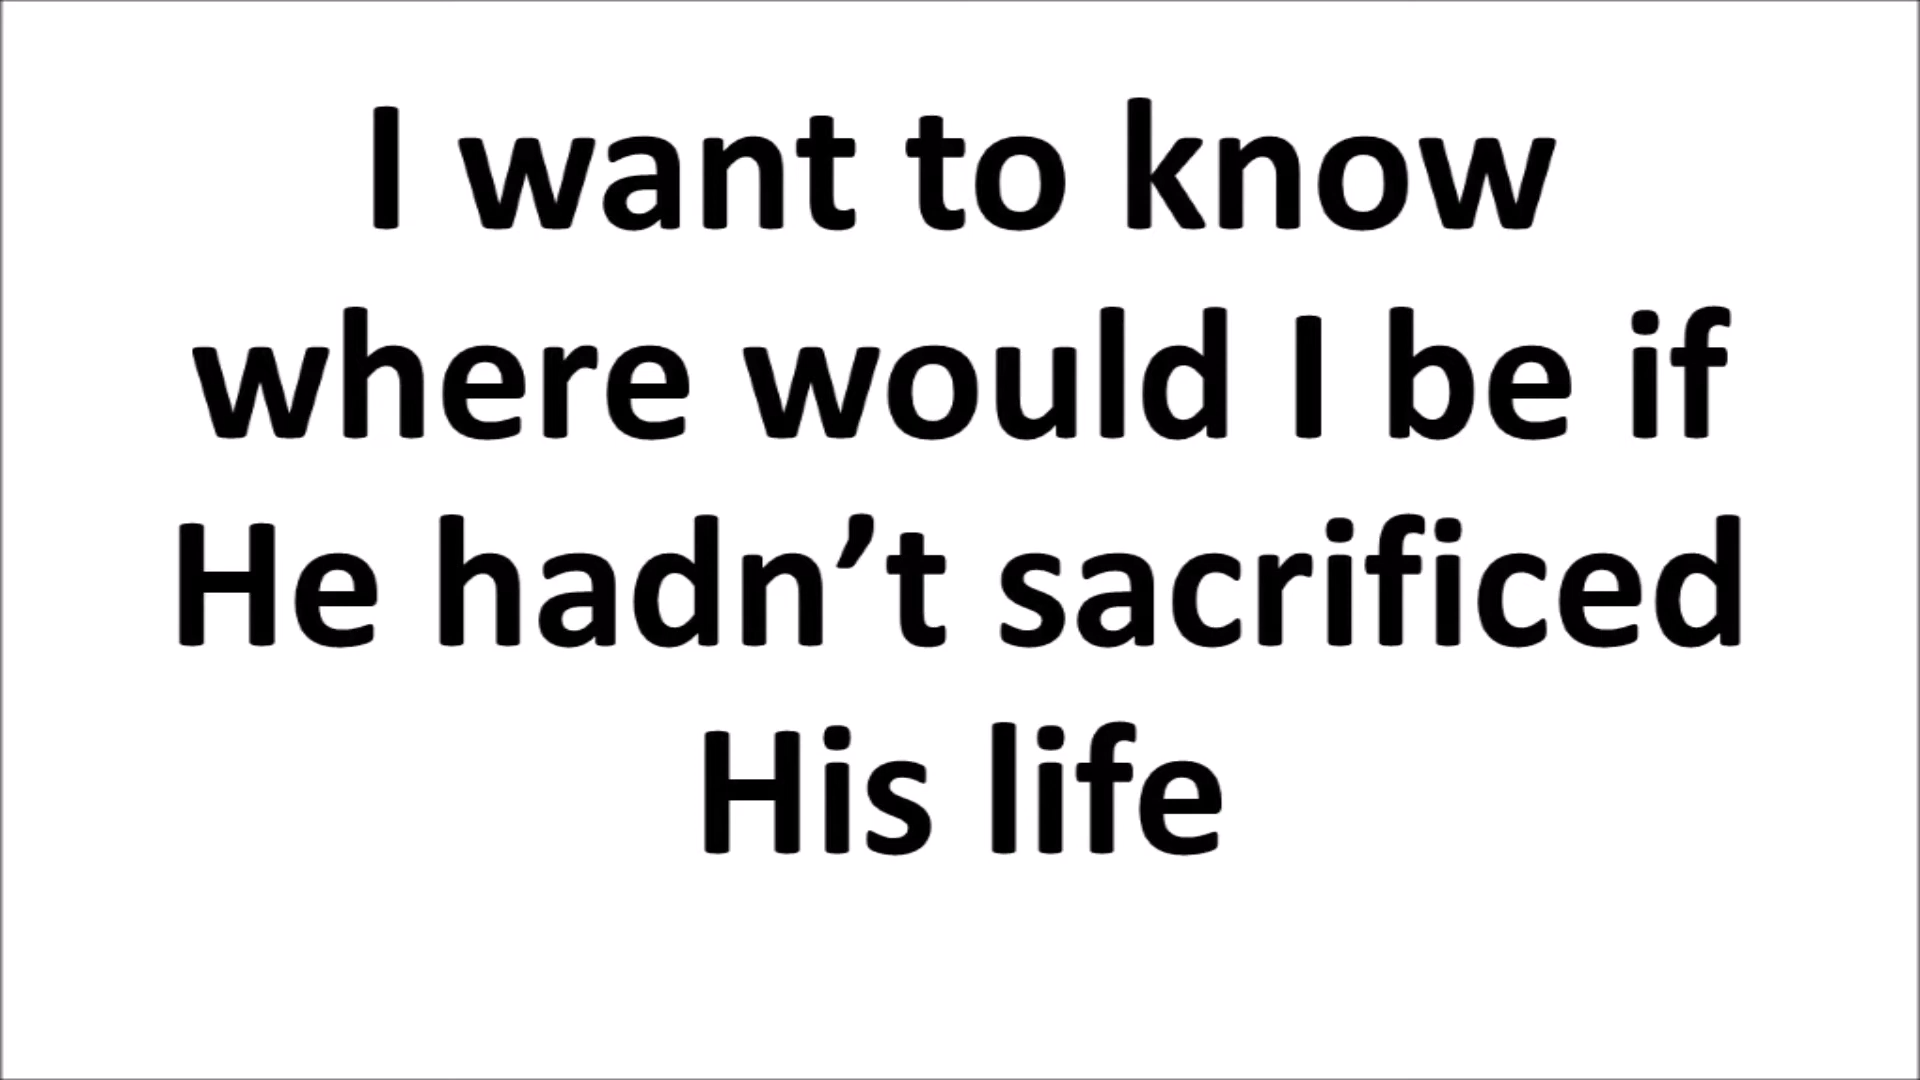 I want to know
where would I be if
He hadn’t sacrificed
His life